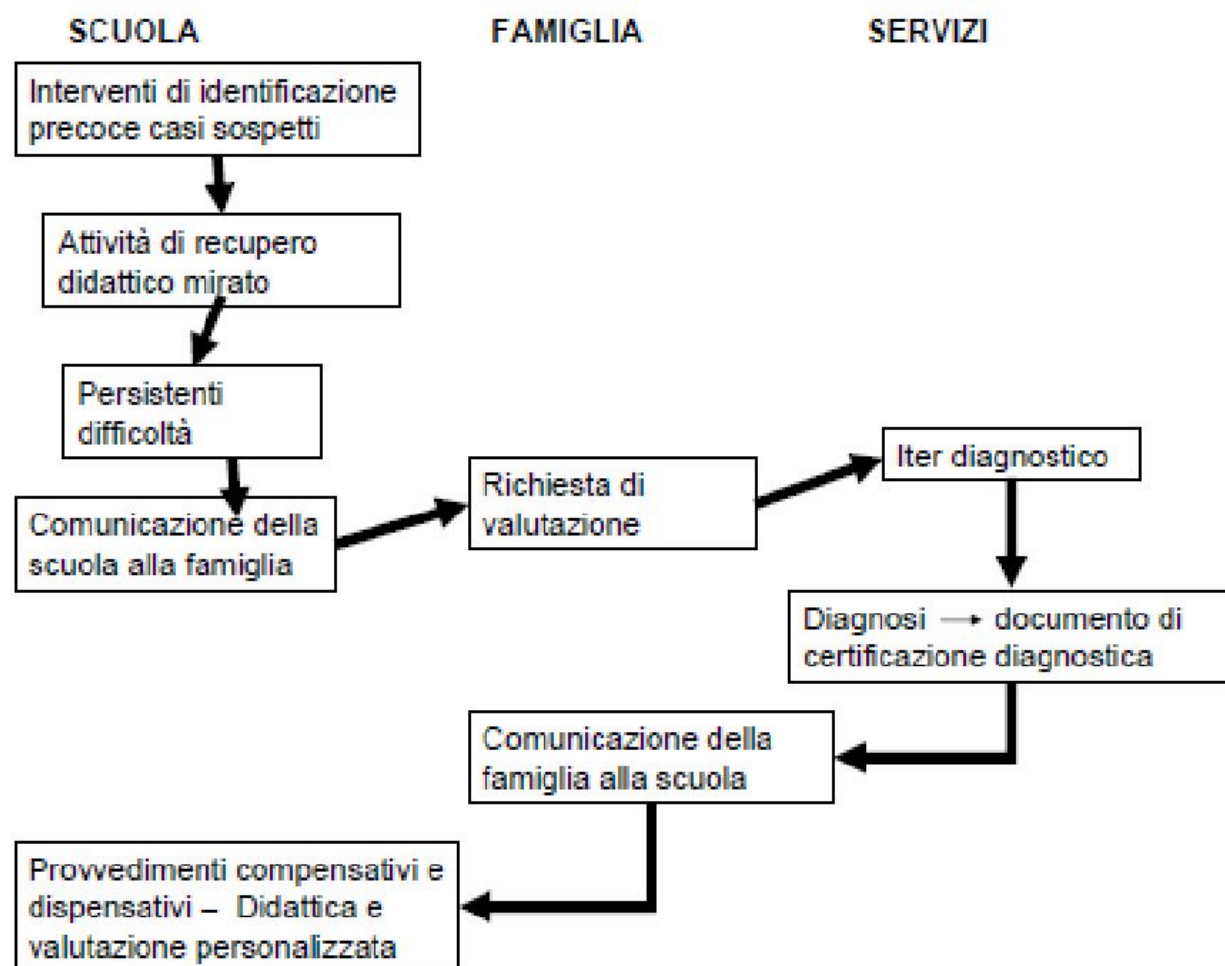 SCUOLA FAMIGLIA SERVIZI
Interventi di identificazione
precoce casi sospetti
Attività di recupero
didattico mirato
Persistenti
difficoltà
Comunicazione della
scuola alla famiglia
Richiesta di
valutazione
Iter diagnostico
Diagnosi → documento di
certificazione diagnostica
Comunicazione della
famiglia alla scuola
Provvedimenti compensativi e
dispensativi – Didattica e
valutazione personalizzata